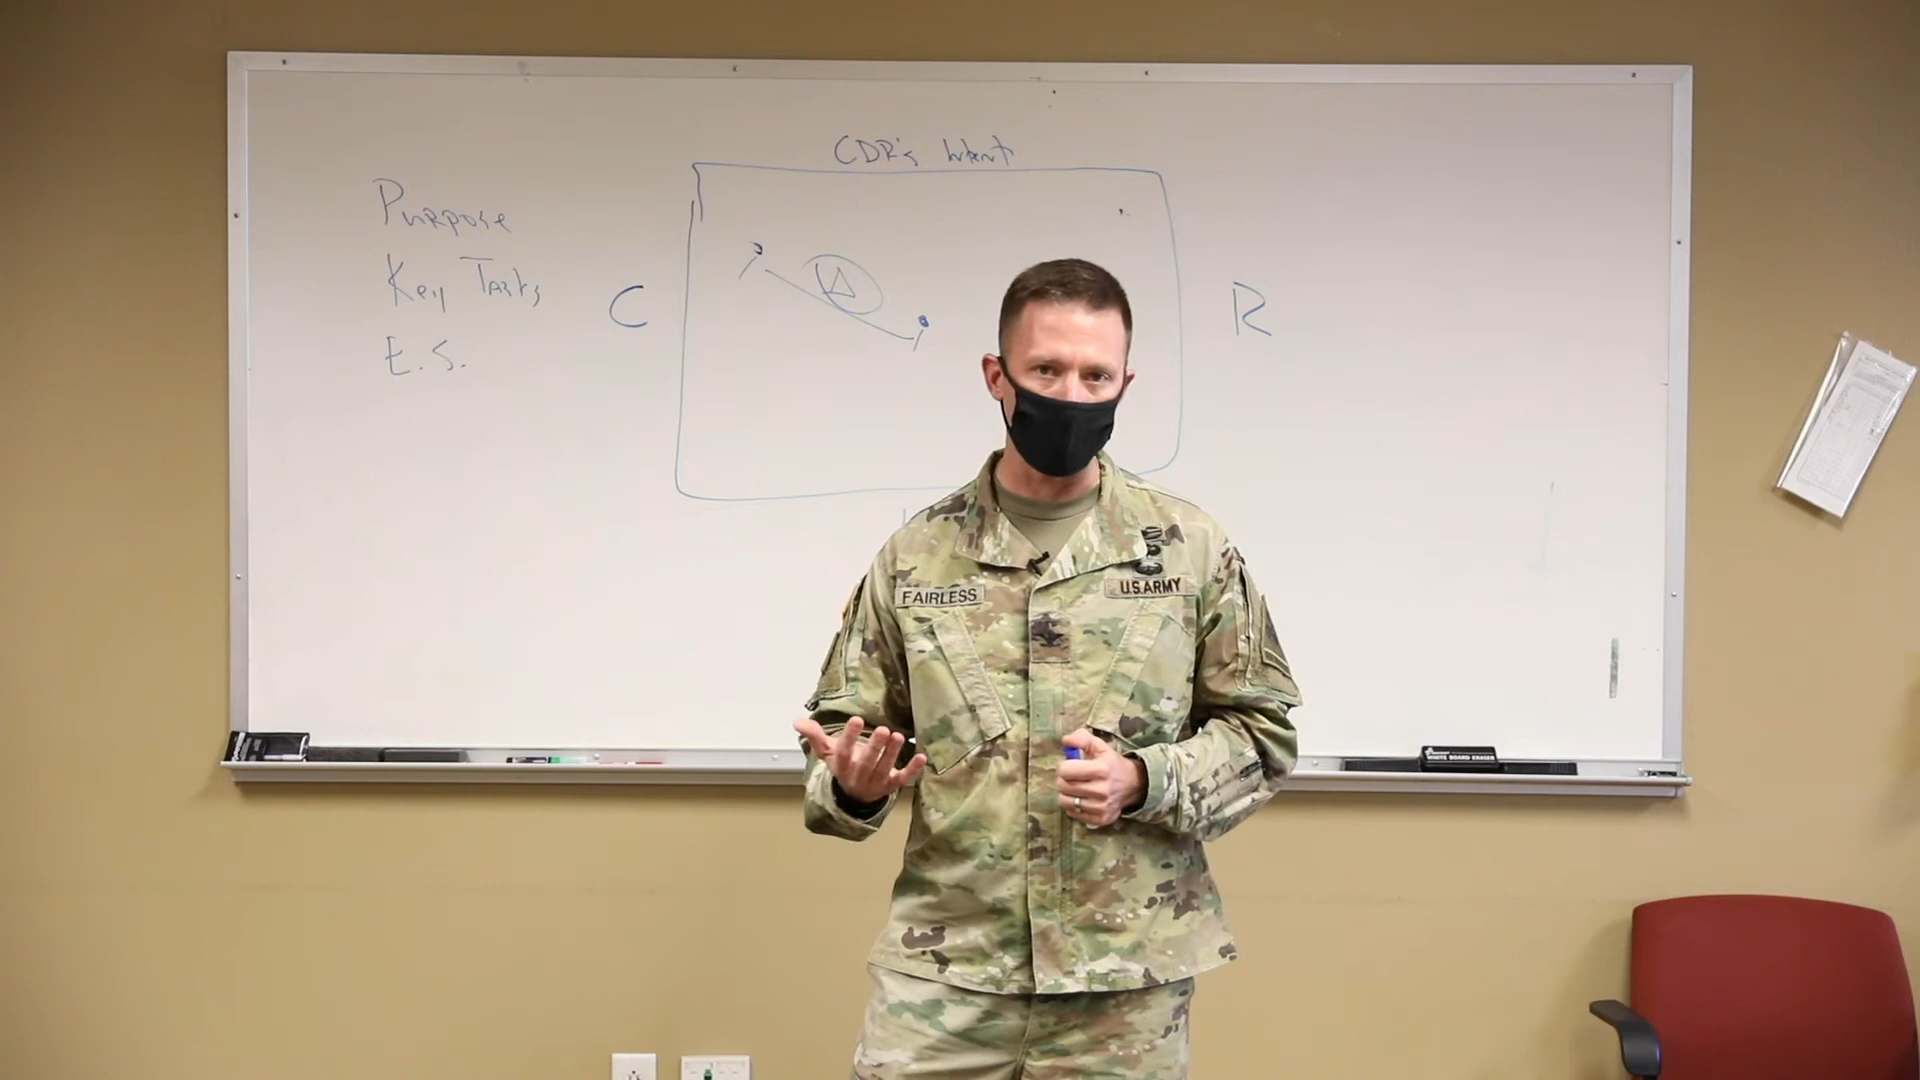 CDR's Intent
Purpose
Key Tasks
E.S.
C
R
FAIRLESS
U.S.ARMY
WHITE BOARD ERASER